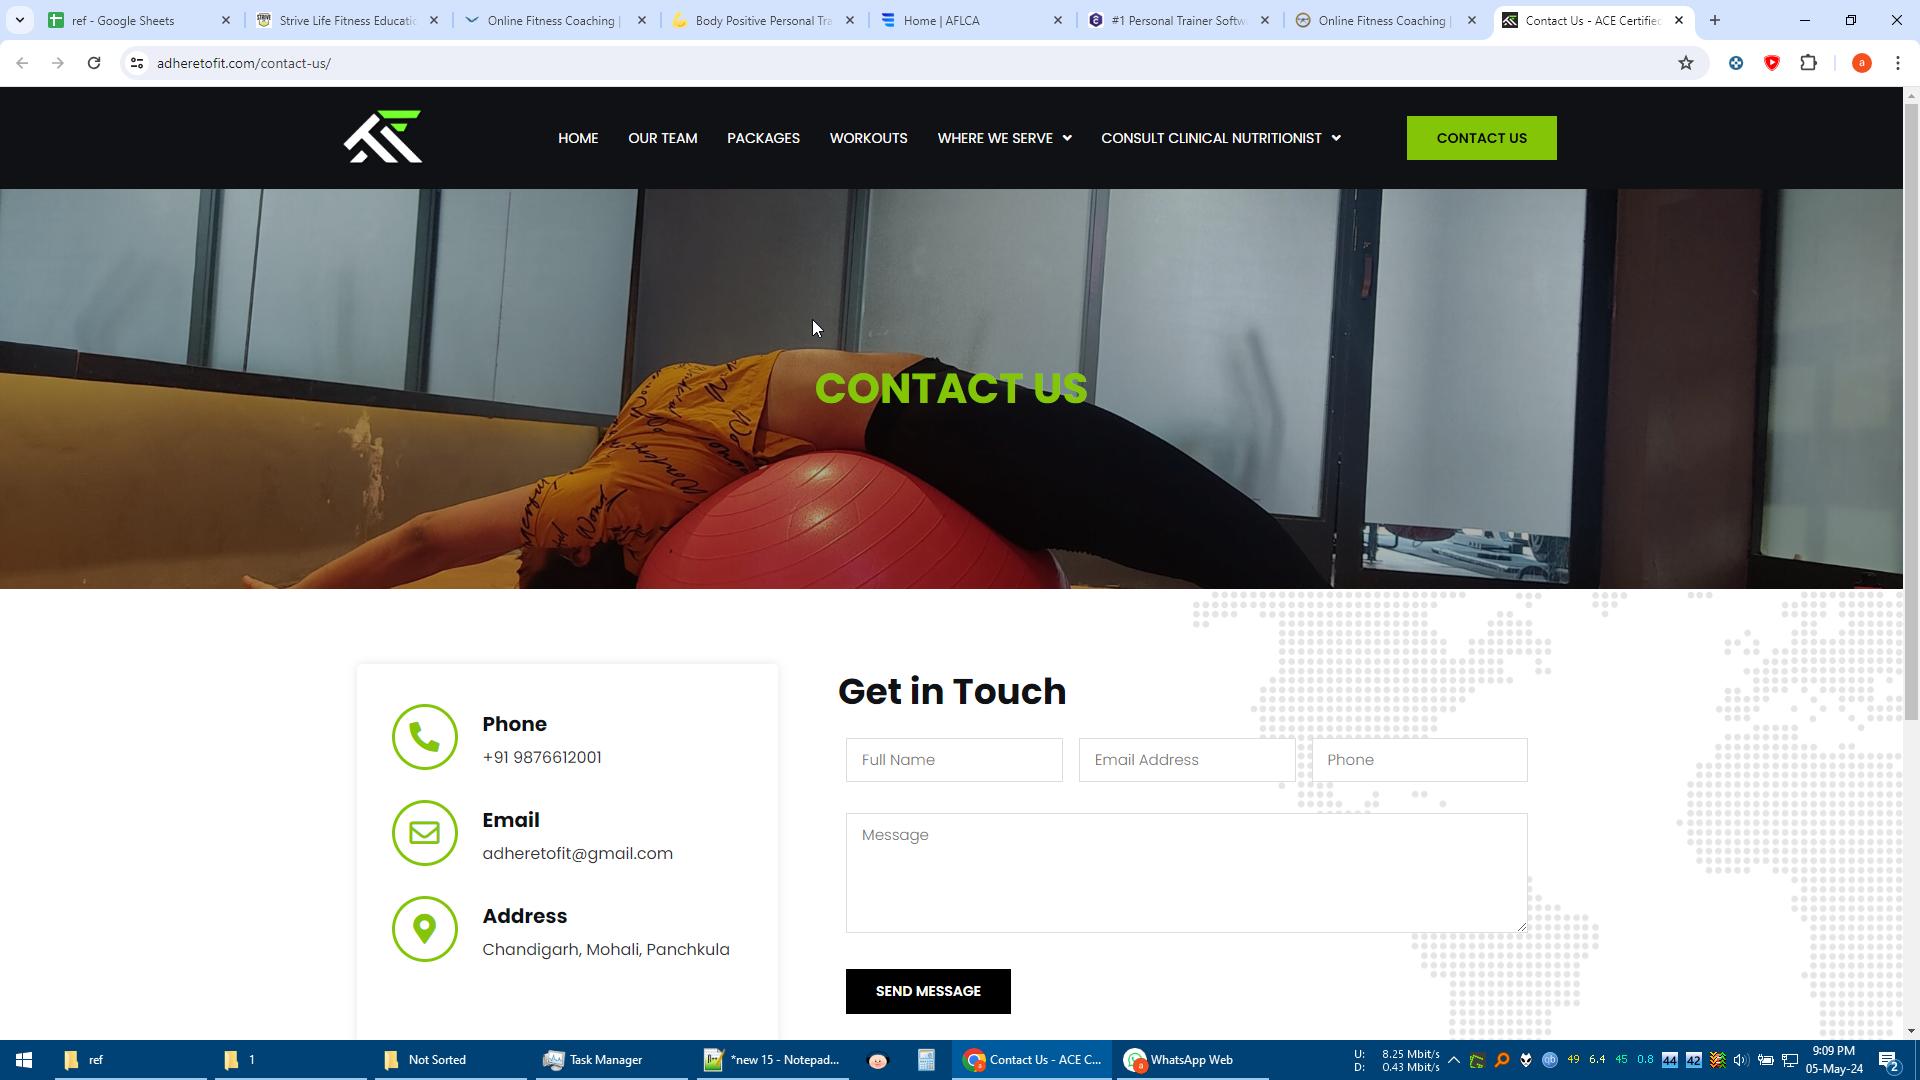 ref - Google Sheets
Strive Life Fitness Educatio
Online Fitness Coaching |
Body Positive Personal Tra
Home | AFLCA
#1 Personal Trainer Softw
Online Fitness Coaching |
Contact Us - ACE Certified
adheretofit.com/contact-us/
a
HOME
OUR TEAM
PACKAGES
WORKOUTS
WHERE WE SERVE
CONSULT CLINICAL NUTRITIONIST
CONTACT US
CONTACT US
Phone
+91 9876612001
Email
adheretofit@gmail.com
Address
Chandigarh, Mohali, Panchkula
Get in Touch
Full Name
Email Address
Phone
Message
SEND MESSAGE
ref
1
Not Sorted
Task Manager
*new 15 - Notepad...
Contact Us - ACE C...
WhatsApp Web
U: 8.25 Mbit/s
D: 0.43 Mbit/s
49 6.4 45 0.8 44 42
9:09 PM
05-May-24
2